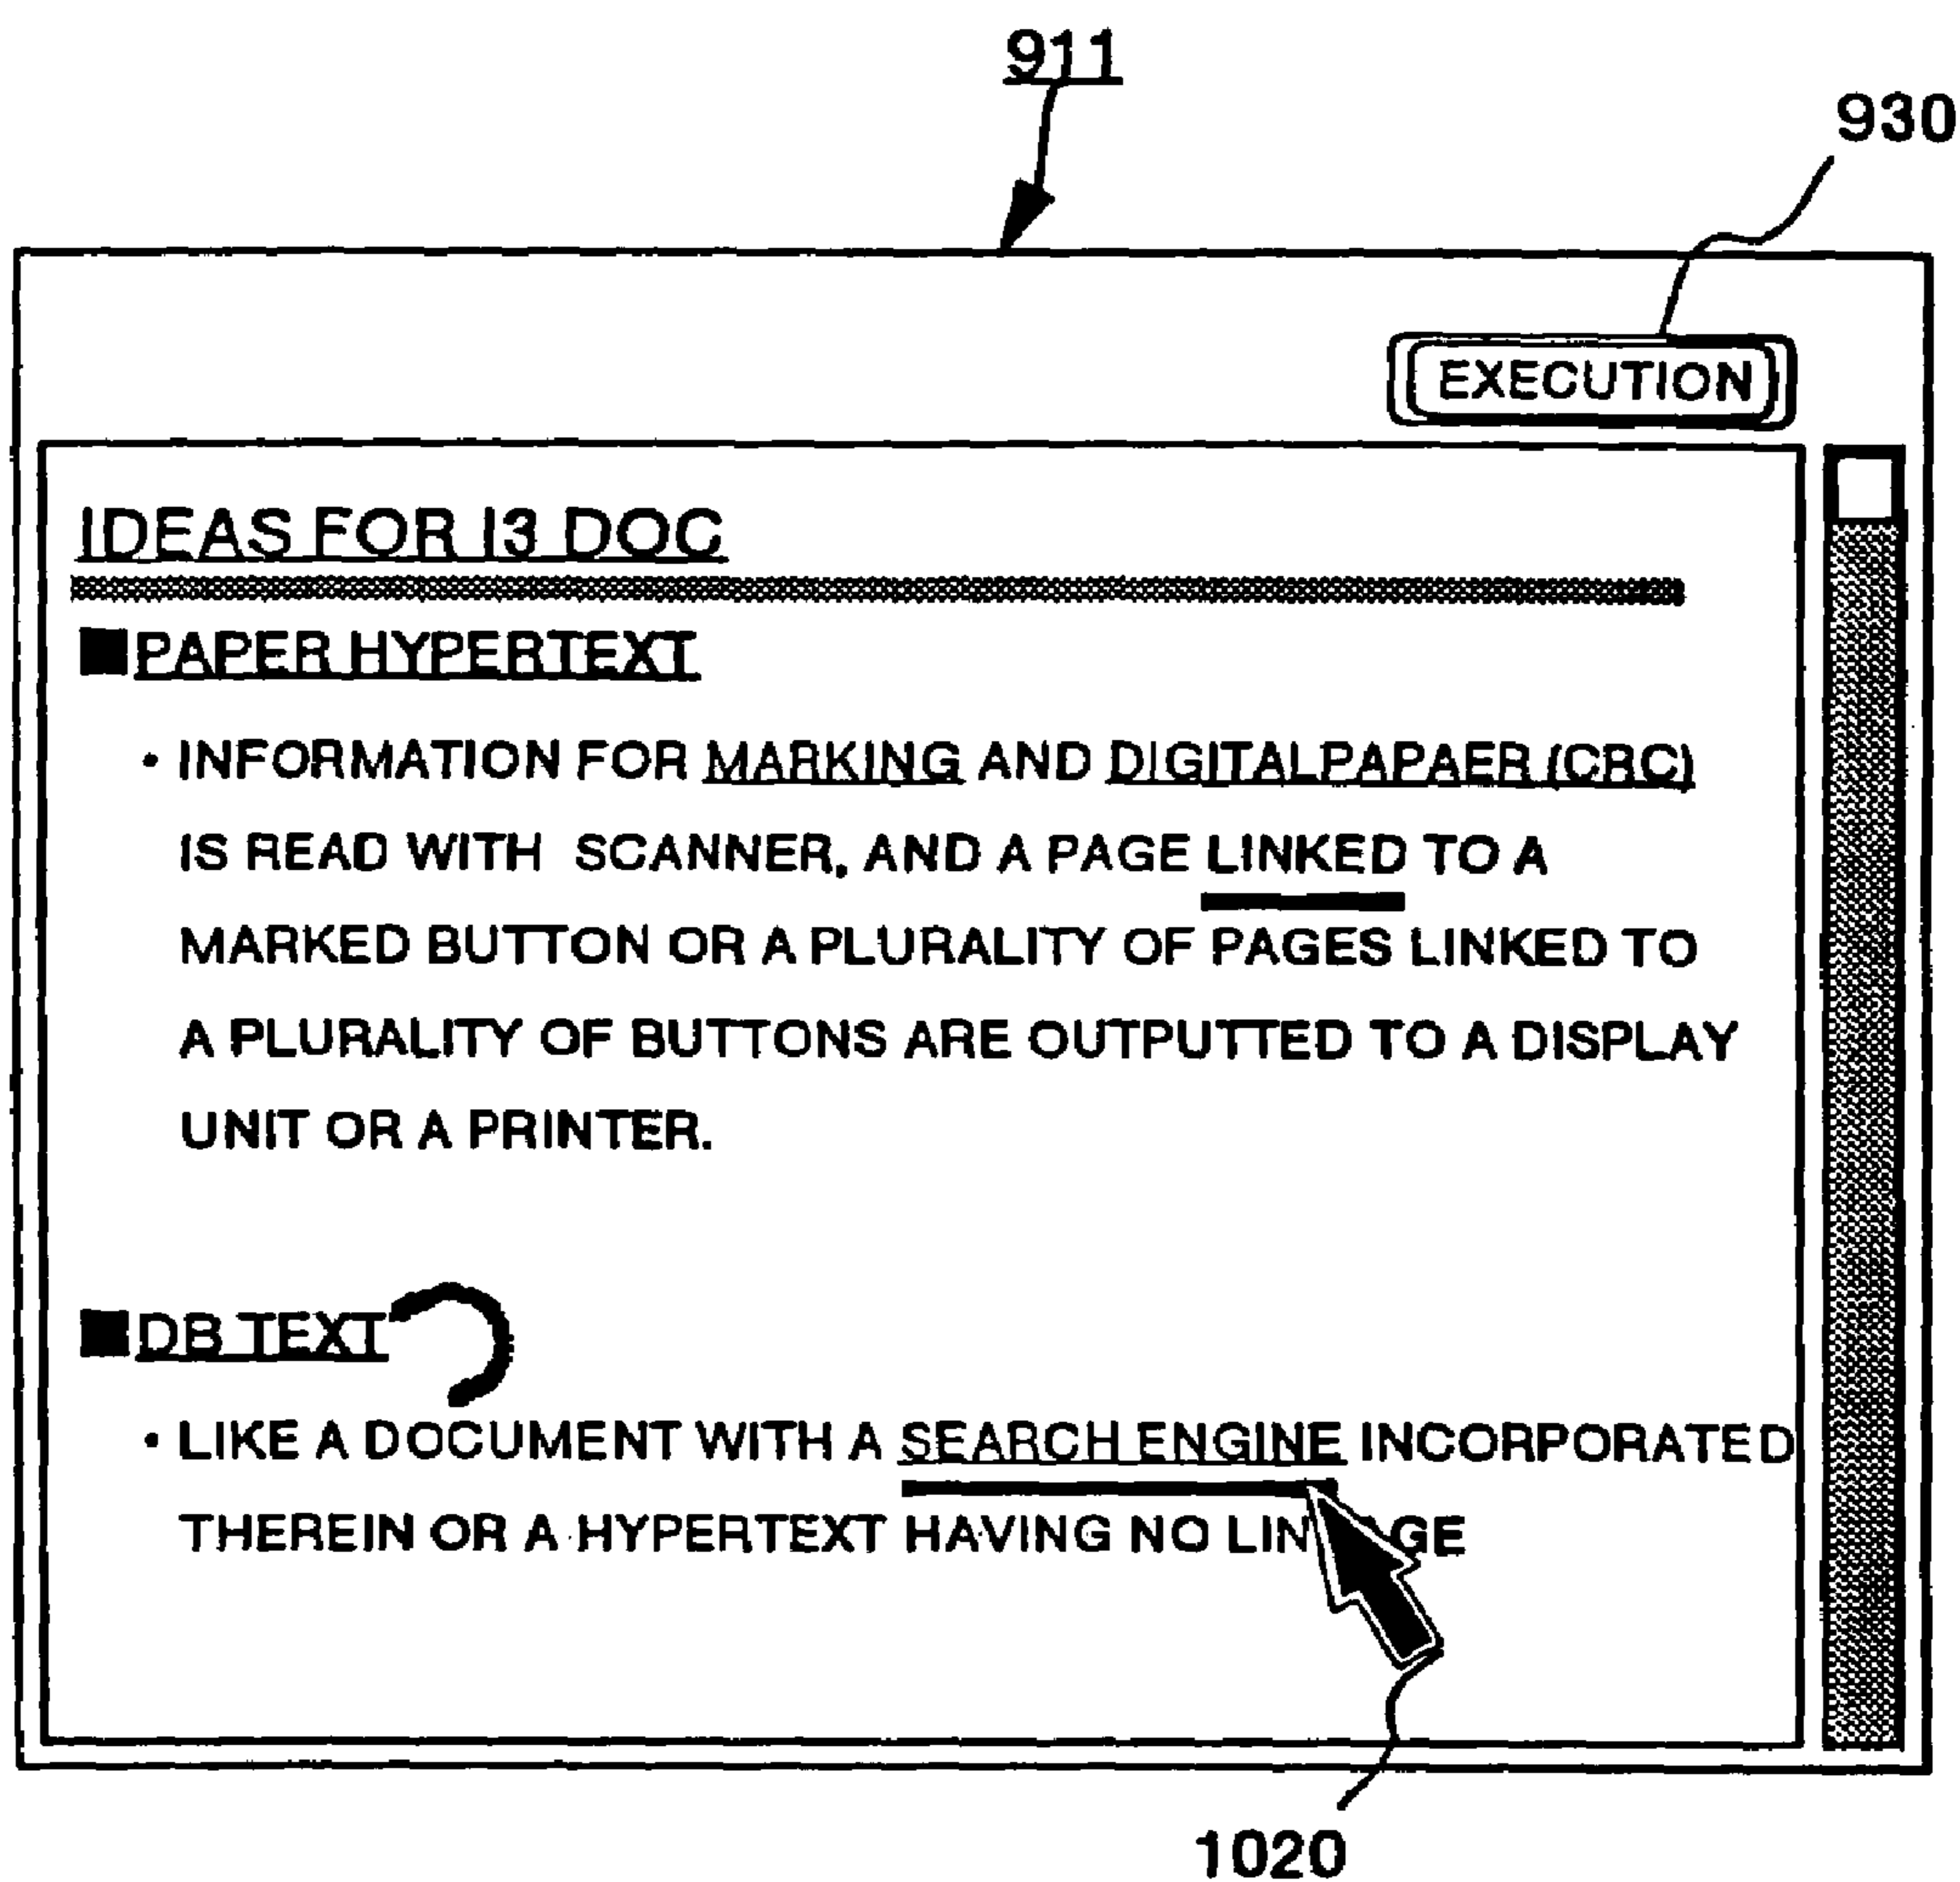 911
930
EXECUTION
IDEAS FOR I3 DOC
PAPER HYPERTEXT
• INFORMATION FOR MARKING AND DIGITALPAPAER (CRC)
IS READ WITH SCANNER, AND A PAGE LINKED TO A
MARKED BUTTON OR A PLURALITY OF PAGES LINKED TO
A PLURALITY OF BUTTONS ARE OUTPUTTED TO A DISPLAY
UNIT OR A PRINTER.
DB TEXT
• LIKE A DOCUMENT WITH A SEARCH ENGINE INCORPORATED
THEREIN OR A HYPERTEXT HAVING NO
1020